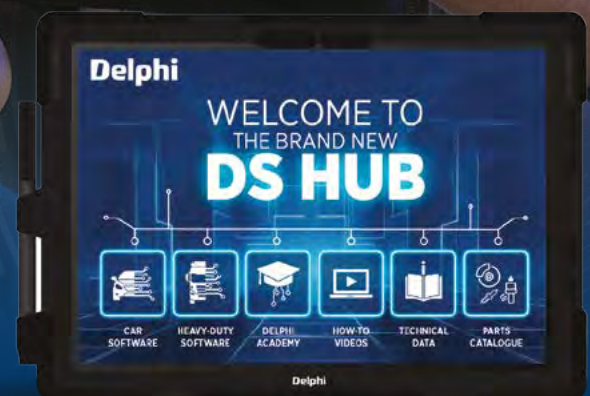 Delphi
WELCOME TO
THE BRAND NEW
DS HUB
CAR
SOFTWARE
HEAVY-DUTY
SOFTWARE
DELPHI
ACADEMY
HOW-TO
VIDEOS
TECHNICAL
DATA
PARTS
CATALOGUE
Delphi